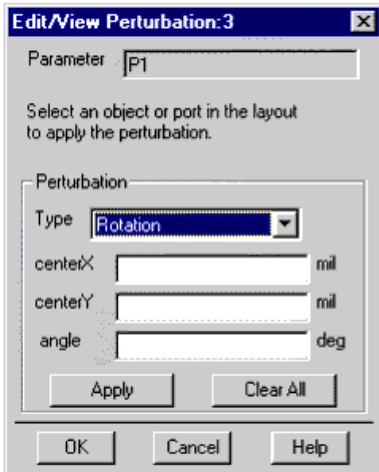 Edit/View Perturbation:3
Parameter P1
Select an object or port in the layout
to apply the perturbation.
Perturbation
Type Rotation
centerX mil
centerY mil
angle deg
Apply Clear All
OK Cancel Help